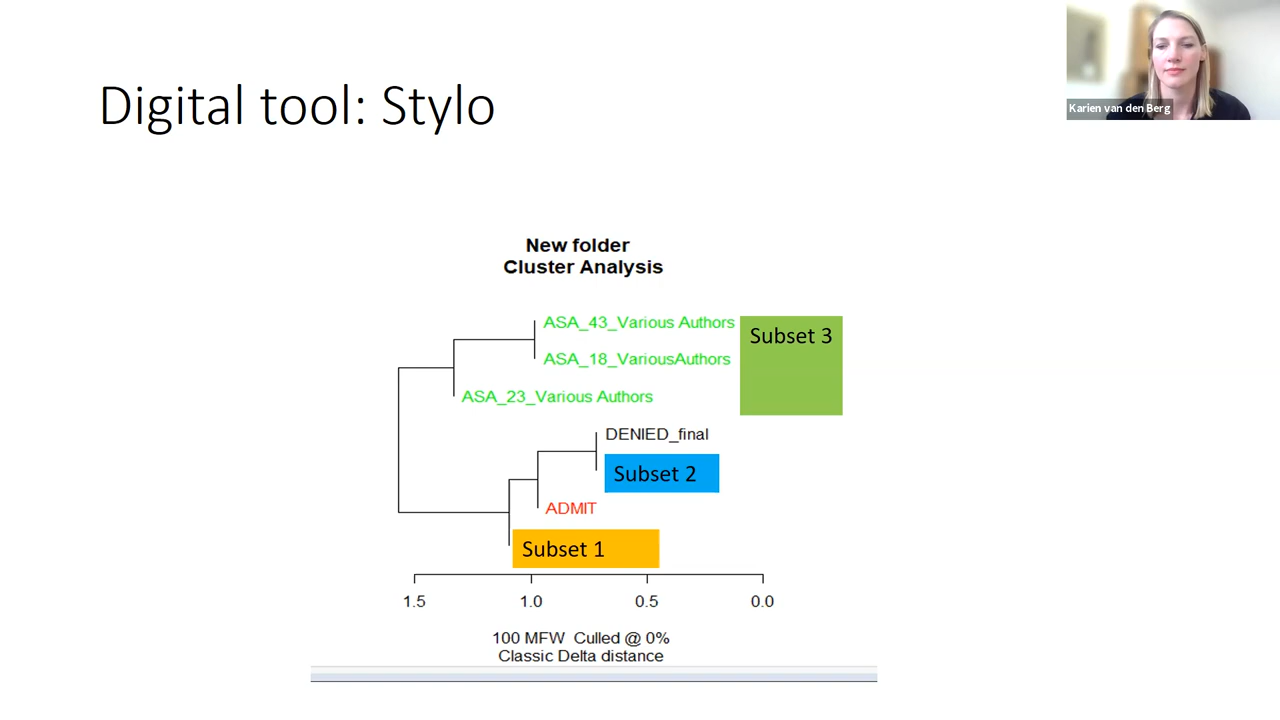 Digital tool: Stylo
Karien van den Berg
New folder
Cluster Analysis
ASA_43_Various Authors
Subset 3
ASA_18_VariousAuthors
ASA_23_Various Authors
DENIED_final
Subset 2
ADMIT
Subset 1
1.5 1.0 0.5 0.0
100 MFW Culled @ 0%
Classic Delta distance